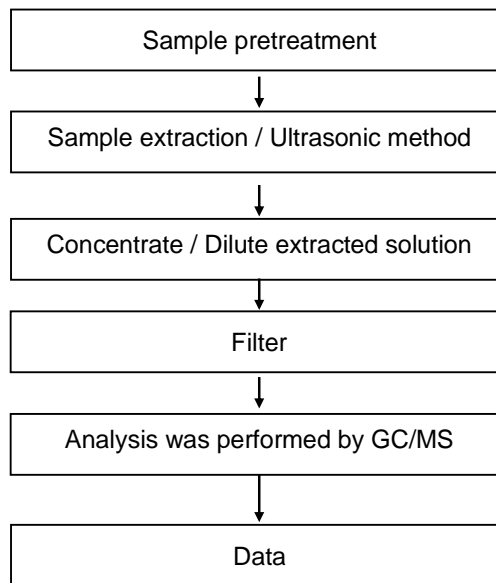 Sample pretreatment
Sample extraction / Ultrasonic method
Concentrate / Dilute extracted solution
Filter
Analysis was performed by GC/MS
Data